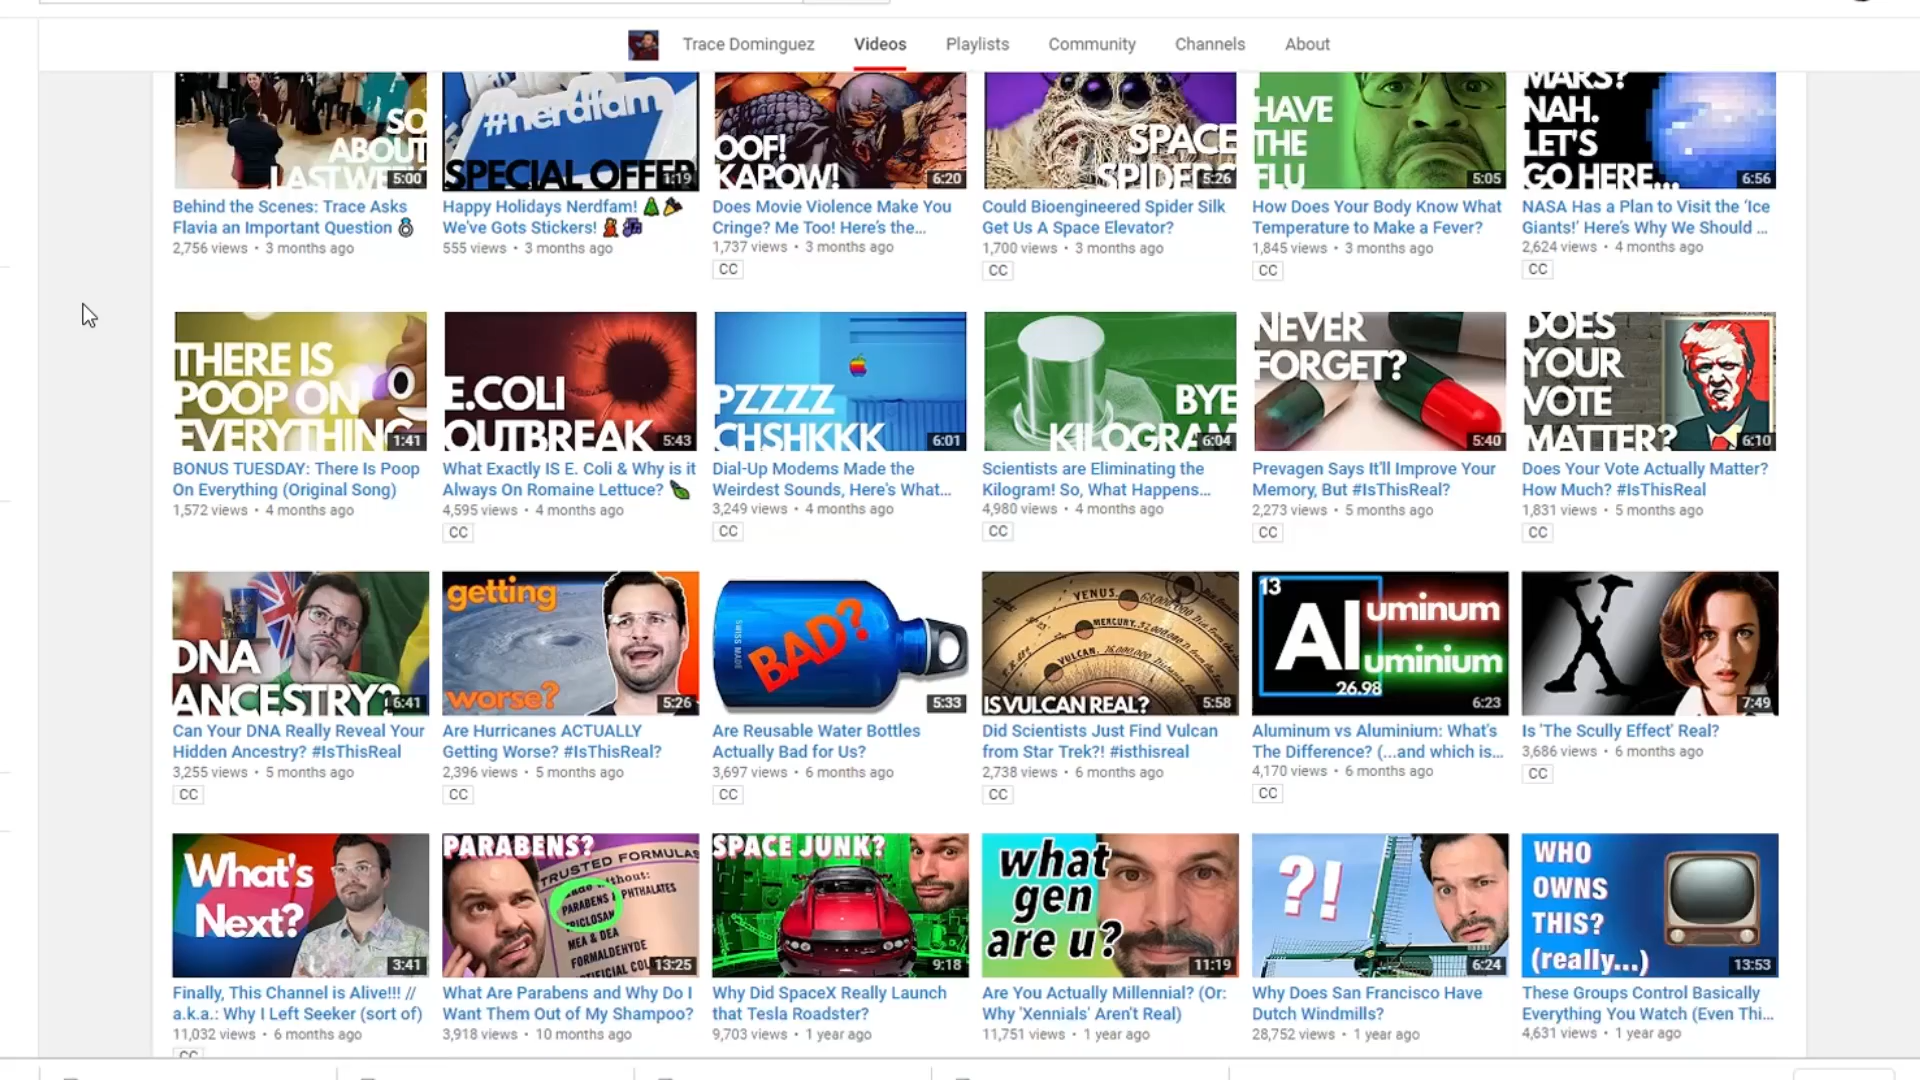 Trace Dominguez
Videos
Playlists
Community
Channels
About
SO
ABOUT
LAST WEE
5:00
Behind the Scenes: Trace Asks
Flavia an Important Question
2,756 views • 3 months ago
#nerdfam
SPECIAL OFFER
1:19
Happy Holidays Nerdfam!
We've Gots Stickers!
555 views • 3 months ago
OOF!
KAPOW!
6:20
Does Movie Violence Make You
Cringe? Me Too! Here's the...
1,737 views • 3 months ago
CC
SPACE
SPIDER
5:26
Could Bioengineered Spider Silk
Get Us A Space Elevator?
1,700 views • 3 months ago
CC
HAVE
THE
FLU
5:05
How Does Your Body Know What
Temperature to Make a Fever?
1,845 views • 3 months ago
CC
MARS?
NAH.
LET'S
GO HERE...
6:56
NASA Has a Plan to Visit the 'Ice
Giants!' Here's Why We Should ...
2,624 views • 4 months ago
CC
THERE IS
POOP ON
EVERYTHING
1:41
BONUS TUESDAY: There Is Poop
On Everything (Original Song)
1,572 views • 4 months ago
E.COLI
OUTBREAK
5:43
What Exactly IS E. Coli & Why is it
Always On Romaine Lettuce?
4,595 views • 4 months ago
CC
PZZZZ
CHSHKKK
6:01
Dial-Up Modems Made the
Weirdest Sounds, Here's What...
3,249 views • 4 months ago
CC
BYE
KILOGRAM
6:04
Scientists are Eliminating the
Kilogram! So, What Happens...
4,980 views • 4 months ago
CC
NEVER
FORGET?
5:40
Prevagen Says It'll Improve Your
Memory, But #IsThisReal?
2,273 views • 5 months ago
CC
DOES
YOUR
VOTE
MATTER?
6:10
Does Your Vote Actually Matter?
How Much? #IsThisReal
1,831 views • 5 months ago
CC
DNA
ANCESTRY?
6:41
Can Your DNA Really Reveal Your
Hidden Ancestry? #IsThisReal
3,255 views • 5 months ago
CC
getting
worse?
5:26
Are Hurricanes ACTUALLY
Getting Worse? #IsThisReal?
2,396 views • 5 months ago
CC
SWISS MADE
BAD?
5:33
Are Reusable Water Bottles
Actually Bad for Us?
3,697 views • 6 months ago
CC
VENUS.
MERCURY.
VULCAN.
IS VULCAN REAL?
5:58
Did Scientists Just Find Vulcan
from Star Trek?! #isthisreal
2,738 views • 6 months ago
CC
13
Al
uminum
uminium
26.98
6:23
Aluminum vs Aluminium: What's
The Difference? (...and which is...
4,170 views • 6 months ago
CC
X
7:49
Is 'The Scully Effect' Real?
3,686 views • 6 months ago
CC
What's
Next?
3:41
Finally, This Channel is Alive!!! //
a.k.a.: Why I Left Seeker (sort of)
11,032 views • 6 months ago
CC
PARABENS?
TRUSTED FORMULAS
Made Without:
PARABENS PHTHALATES
TRICLOSAN
MEA & DEA
FORMALDEHYDE
13:25
What Are Parabens and Why Do I
Want Them Out of My Shampoo?
3,918 views • 10 months ago
SPACE JUNK?
9:18
Why Did SpaceX Really Launch
that Tesla Roadster?
9,703 views • 1 year ago
what
gen
are u?
11:19
Are You Actually Millennial? (Or:
Why 'Xennials' Aren't Real)
11,751 views • 1 year ago
?!
6:24
Why Does San Francisco Have
Dutch Windmills?
28,752 views • 1 year ago
WHO
OWNS
THIS?
(really...)
13:53
These Groups Control Basically
Everything You Watch (Even Thi...
4,631 views • 1 year ago